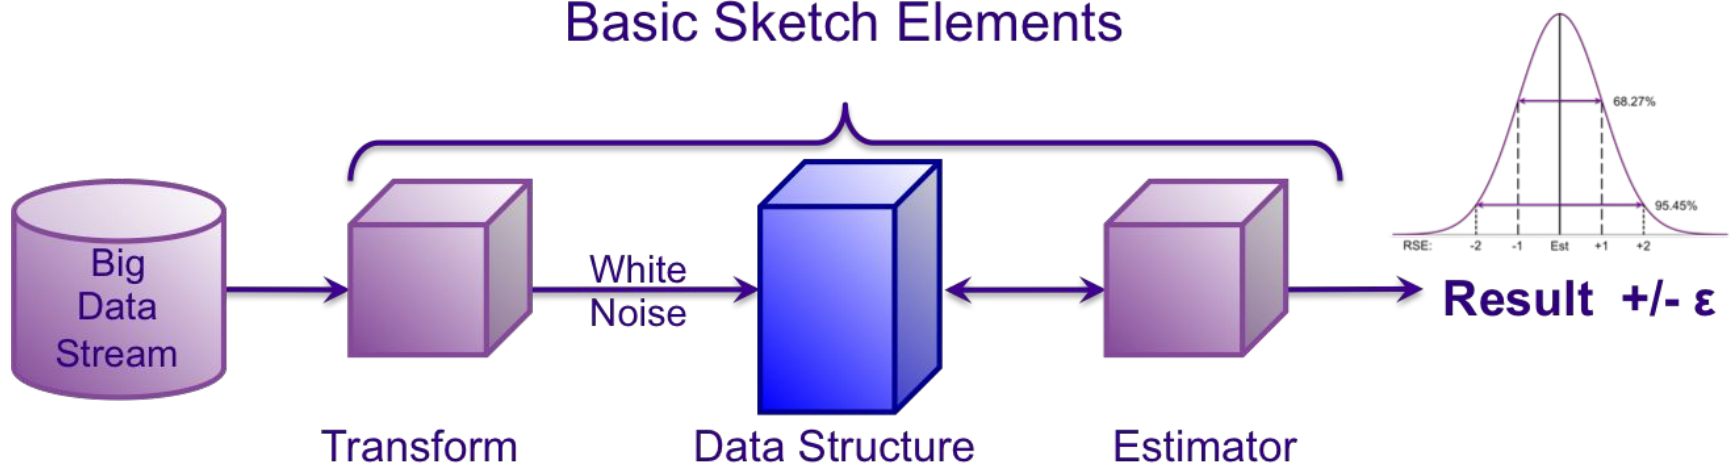 Basic Sketch Elements
68.27%
95.45%
RSE: -2 -1 Est +1 +2
Big
Data
Stream
White
Noise
Result +/- ε
Transform
Data Structure
Estimator